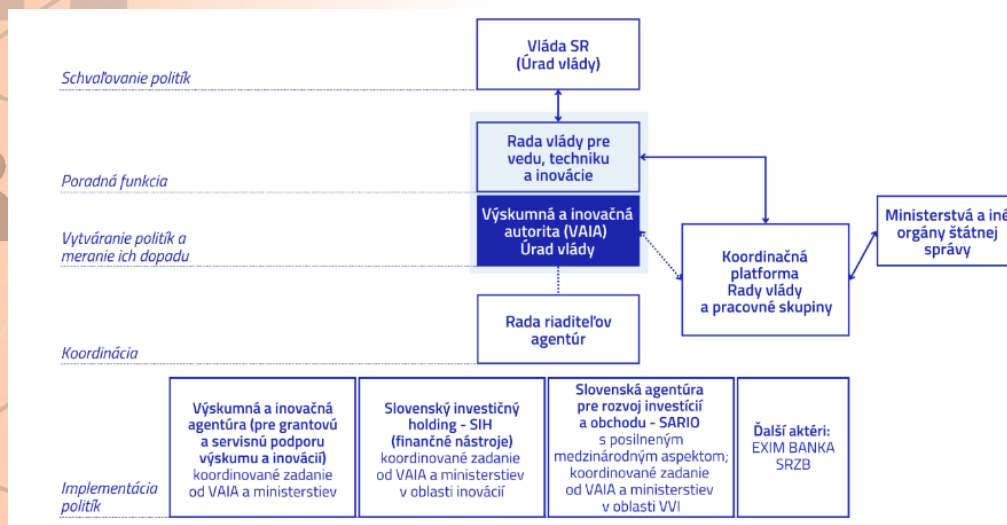 Vláda SR
(Úrad vlády)
Schvaľovanie politík
Rada vlády pre
vedu, techniku
a inovácie
Poradná funkcia
Výskumná a inovačná
autorita (VAIA)
Úrad vlády
Vytváranie politík a
meranie ich dopadu
Ministerstvá a iné
orgány štátnej
správy
Koordinačná
platforma
Rady vlády
a pracovné skupiny
Rada riaditeľov
agentúr
Koordinácia
Výskumná a inovačná
agentúra (pre grantovú
a servisnú podporu
výskumu a inovácií)
koordinované zadanie
od VAIA a ministerstiev
Slovenský investičný
holding - SIH
(finančné nástroje)
koordinované zadanie
od VAIA a ministerstiev
v oblasti inovácií
Slovenská agentúra
pre rozvoj investícií
a obchodu - SARIO
s posilneným
medzinárodným aspektom;
koordinované zadanie
od VAIA a ministerstiev
v oblasti VVI
Ďalší aktéri:
EXIM BANKA
SRZB
Implementácia
politík